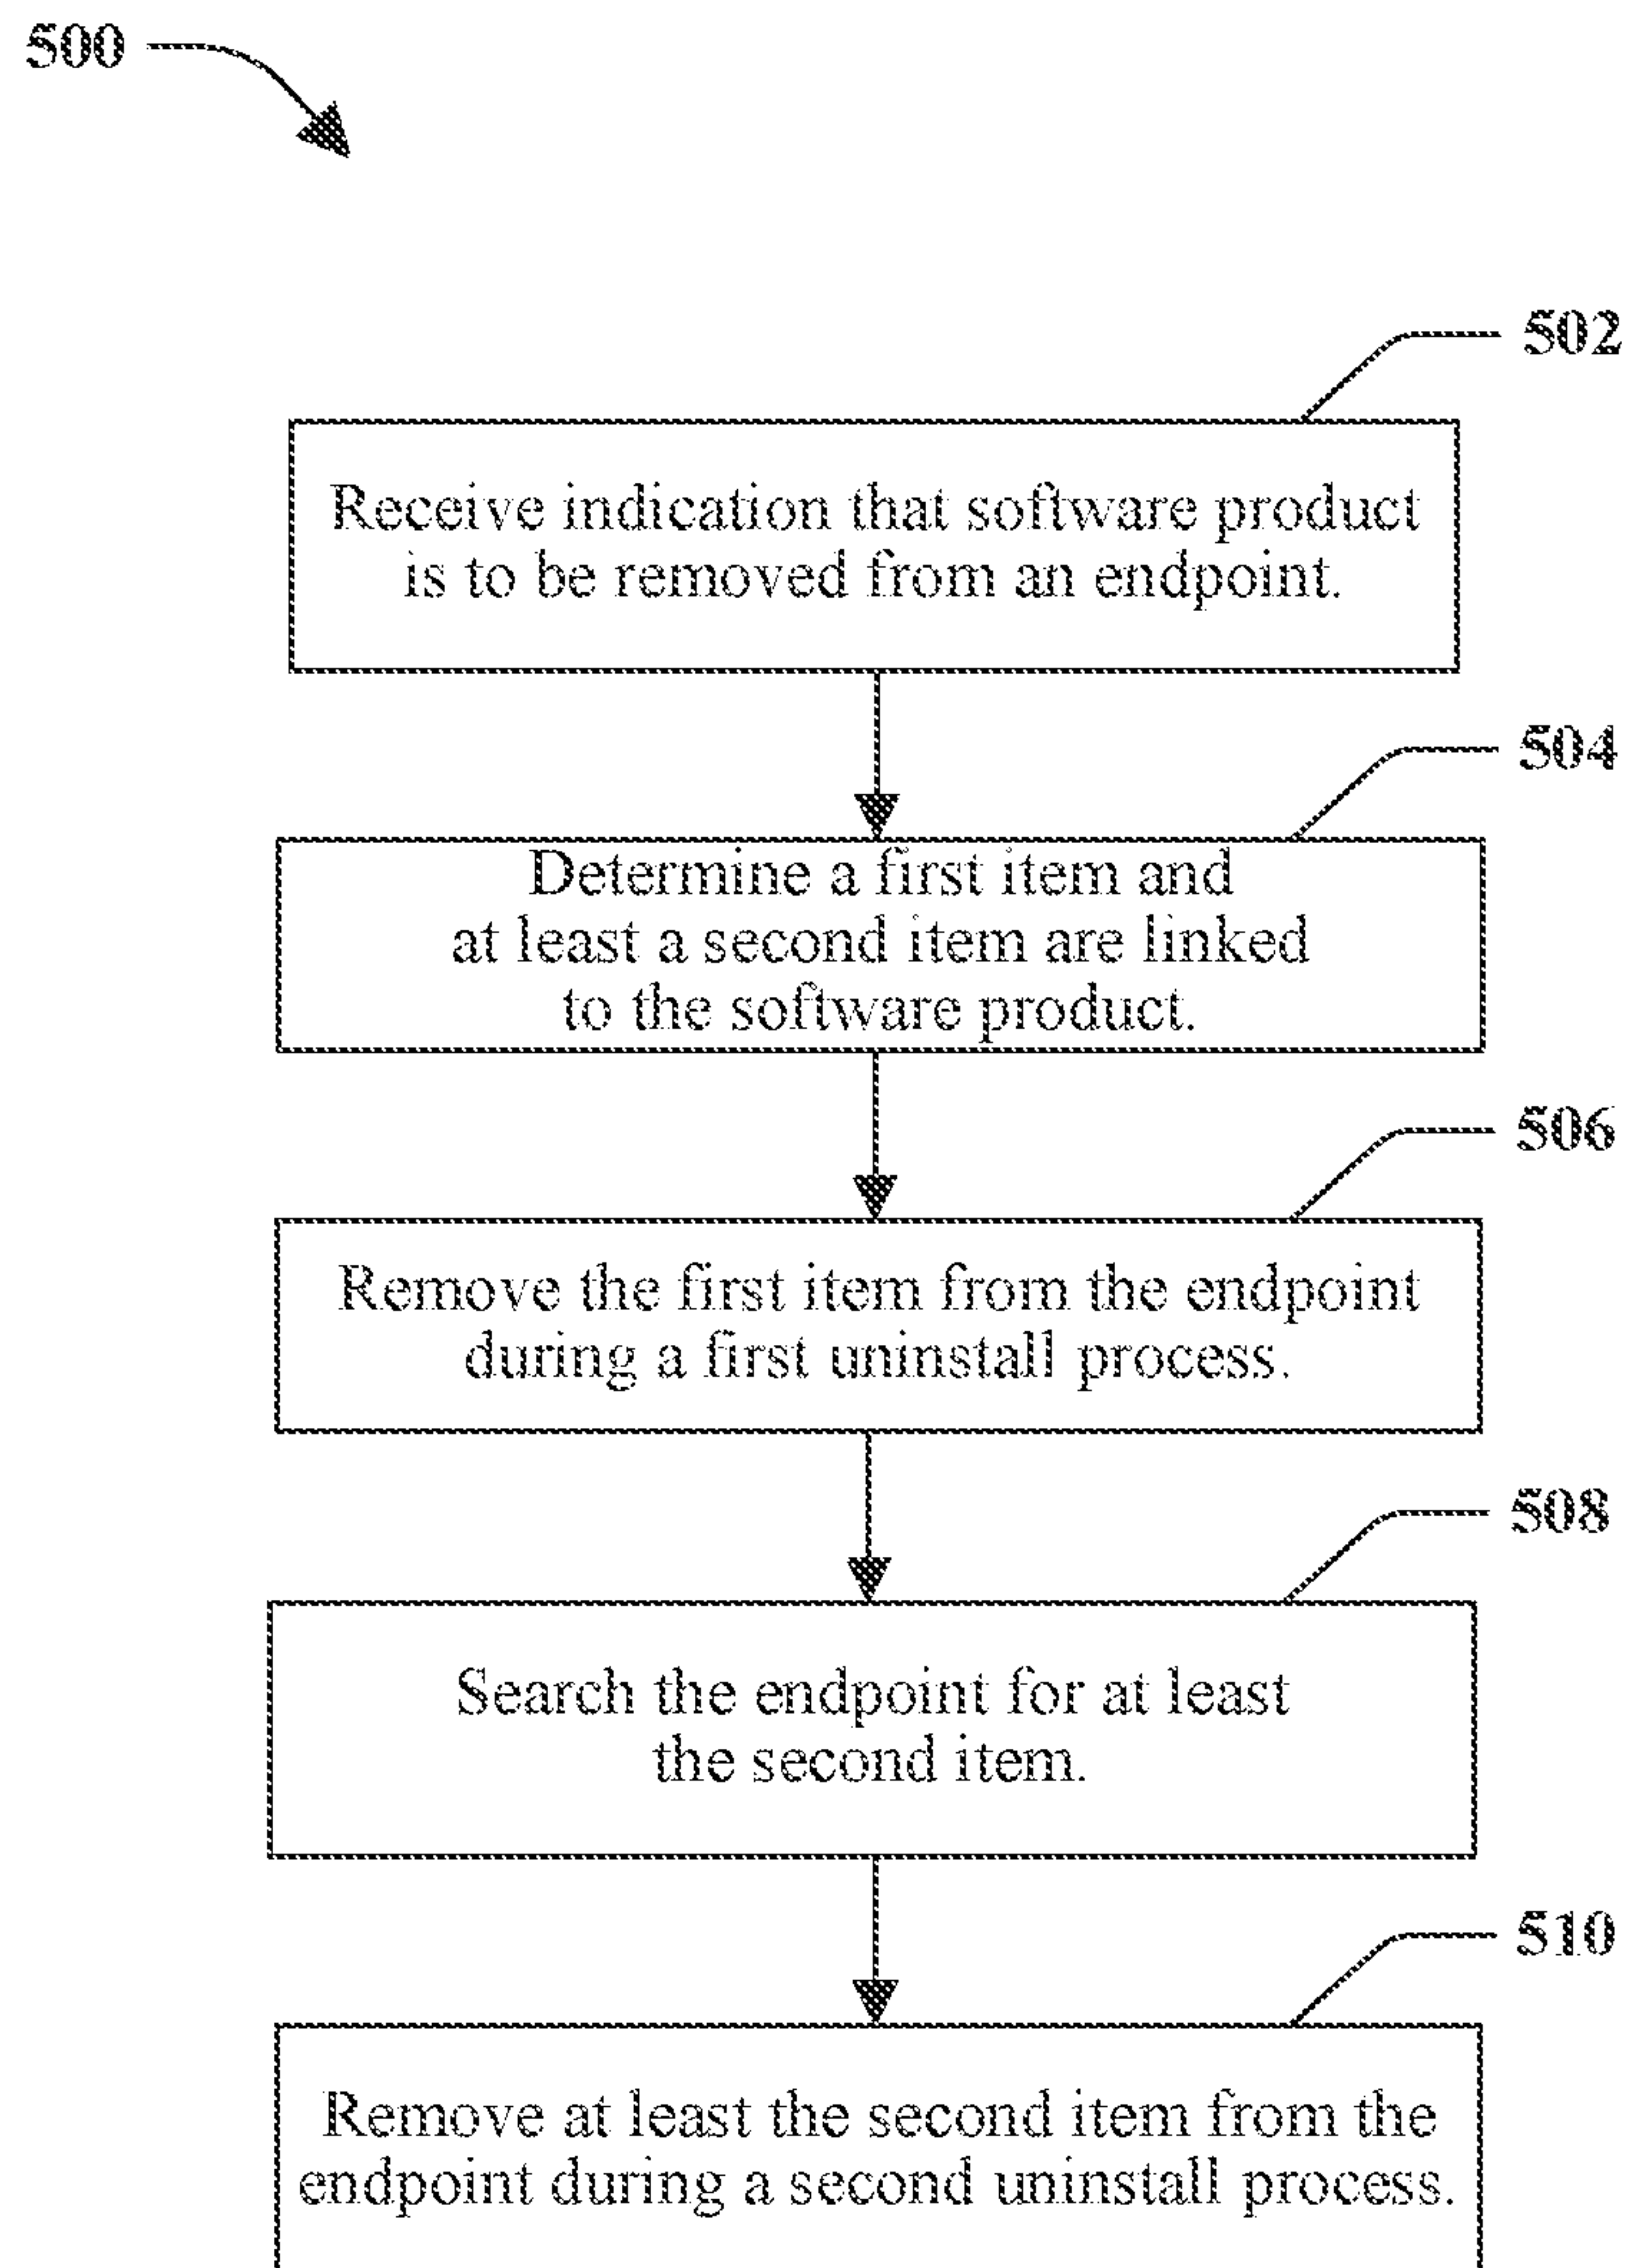 500
502
Receive indication that software product
is to be removed from an endpoint.
504
Determine a first item and
at least a second item are linked
to the software product.
506
Remove the first item from the endpoint
during a first uninstall process.
508
Search the endpoint for at least
the second item.
510
Remove at least the second item from the
endpoint during a second uninstall process.